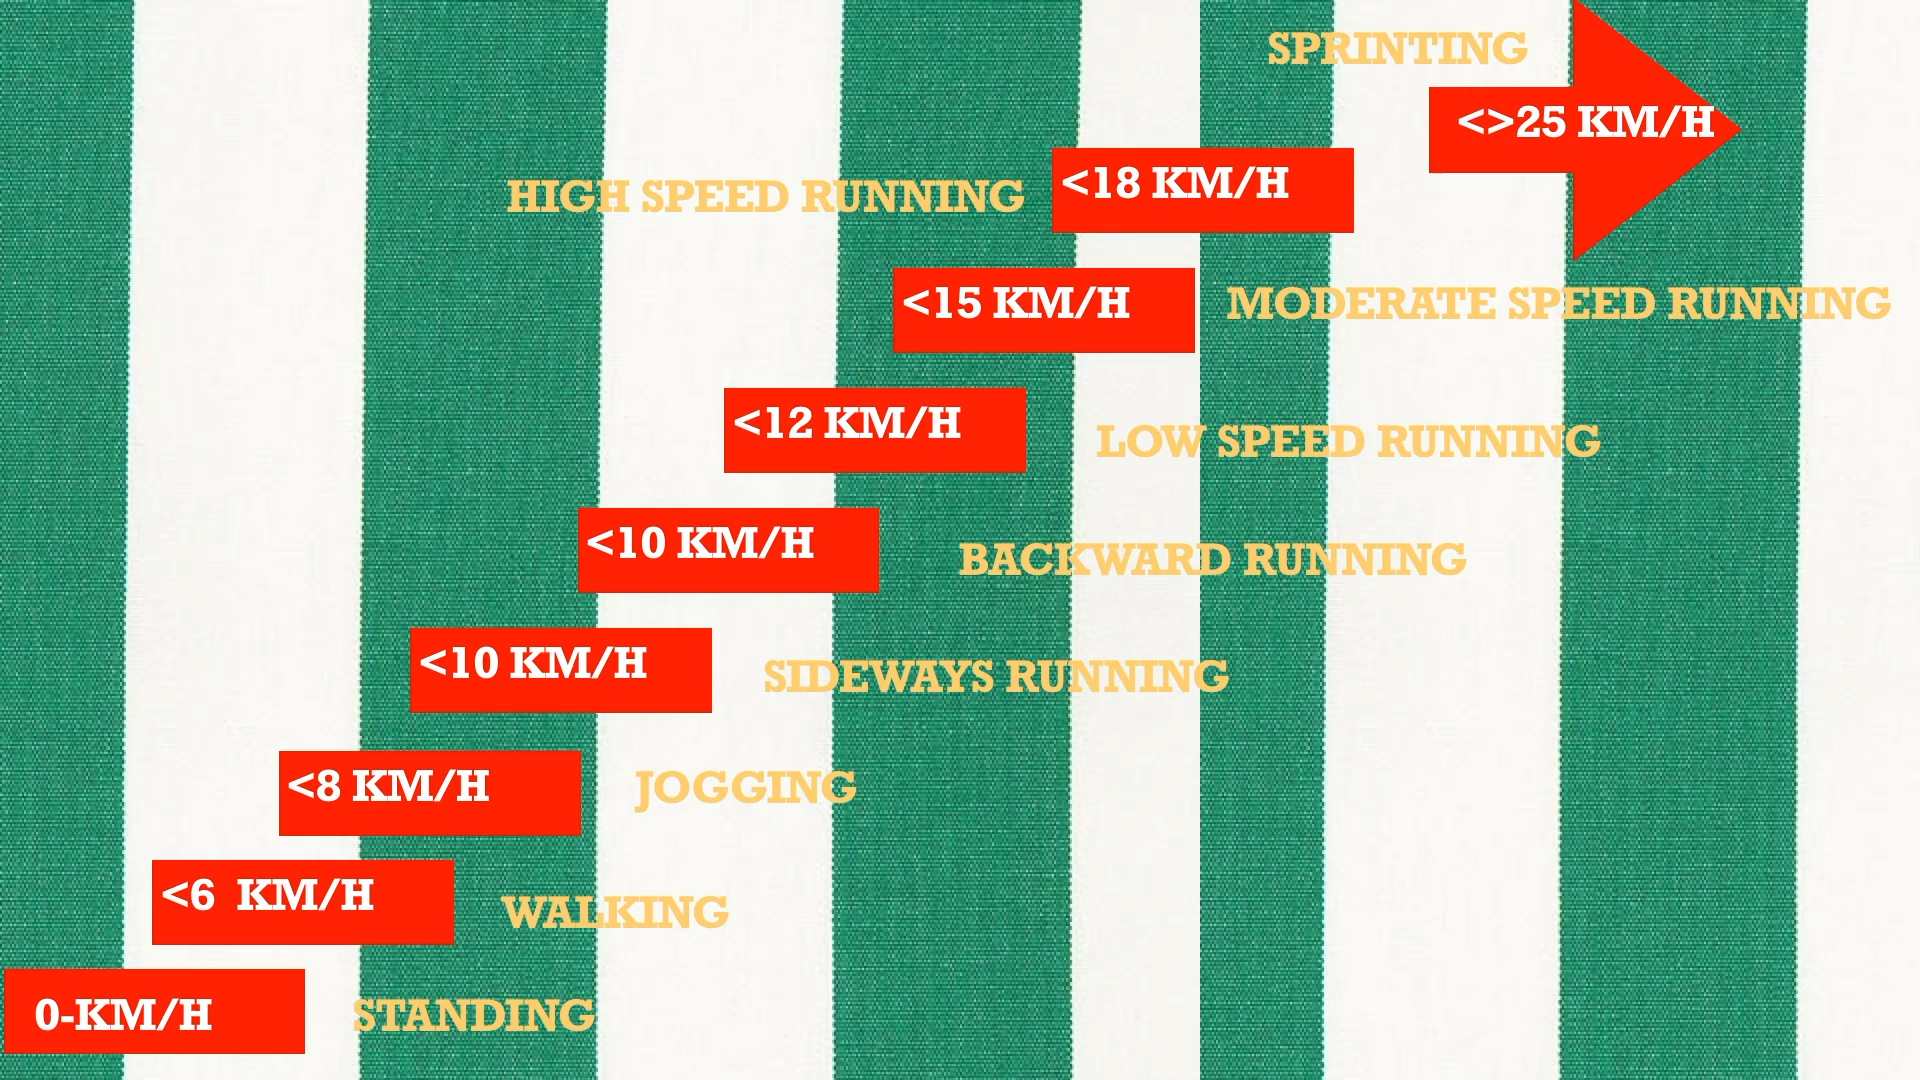 SPRINTING
<>25 KM/H
HIGH SPEED RUNNING
<18 KM/H
<15 KM/H
MODERATE SPEED RUNNING
<12 KM/H
LOW SPEED RUNNING
<10 KM/H
BACKWARD RUNNING
<10 KM/H
SIDEWAYS RUNNING
<8 KM/H
JOGGING
<6 KM/H
WALKING
0-KM/H
STANDING